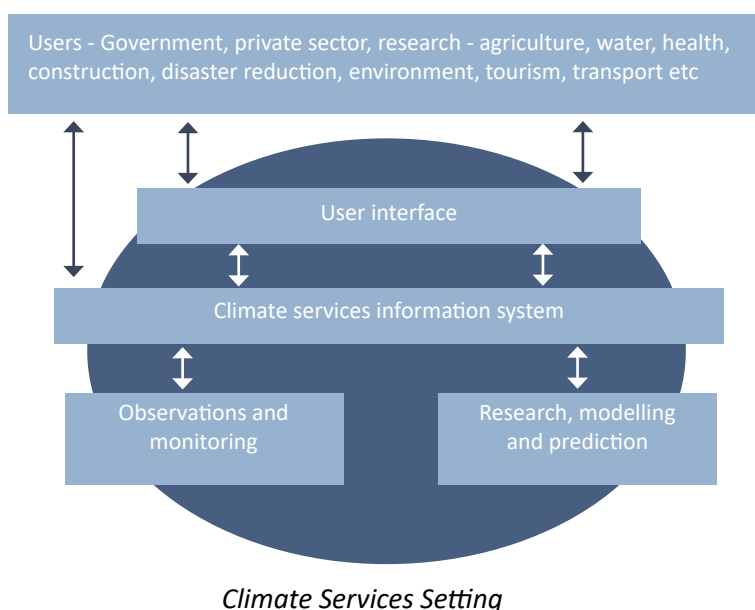 Users - Government, private sector, research - agriculture, water, health,
construction, disaster reduction, environment, tourism, transport etc
User interface
Climate services information system
Observations and
monitoring
Research, modelling
and prediction
Climate Services Setting